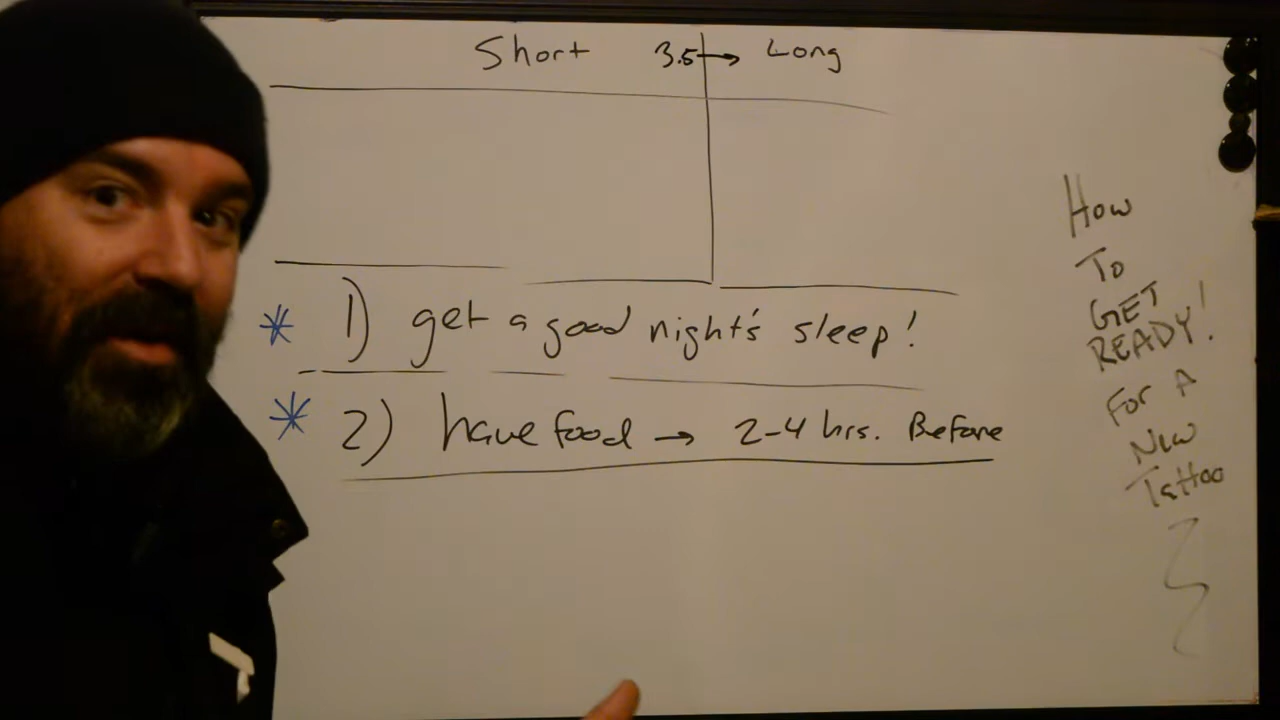 Short 3.5→ Long
* 1) get a good night's sleep!
* 2) have food → 2-4 hrs. Before
How
To
GET
READY!
For A
New
Tattoo